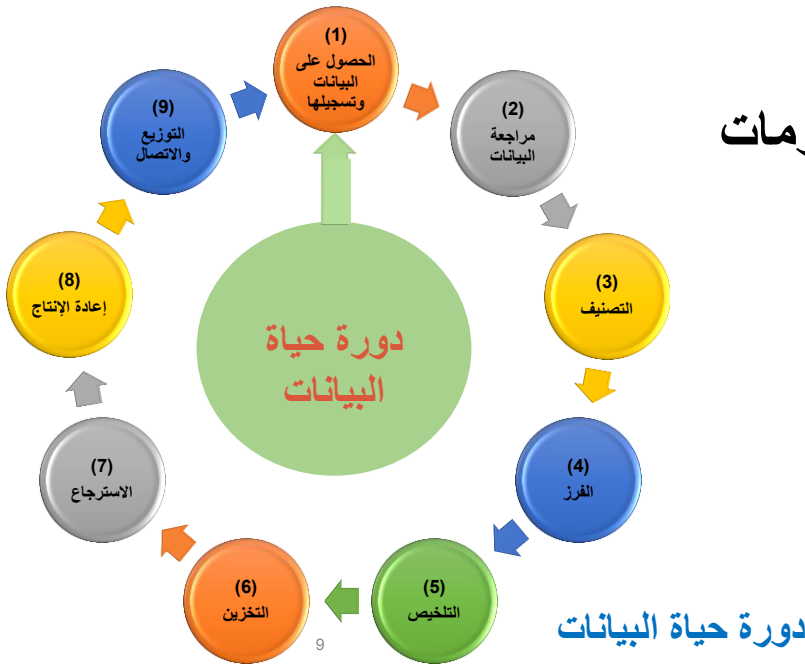 (1)
الحصول على
البيانات
وتسجيلها
(2)
مراجعة
البيانات
(3)
التصنيف
(4)
الفرز
(5)
التلخيص
(6)
التخزين
(7)
الاسترجاع
(8)
إعادة الإنتاج
(9)
التوزيع
والاتصال
دورة حياة
البيانات
دورة حياة البيانات
9